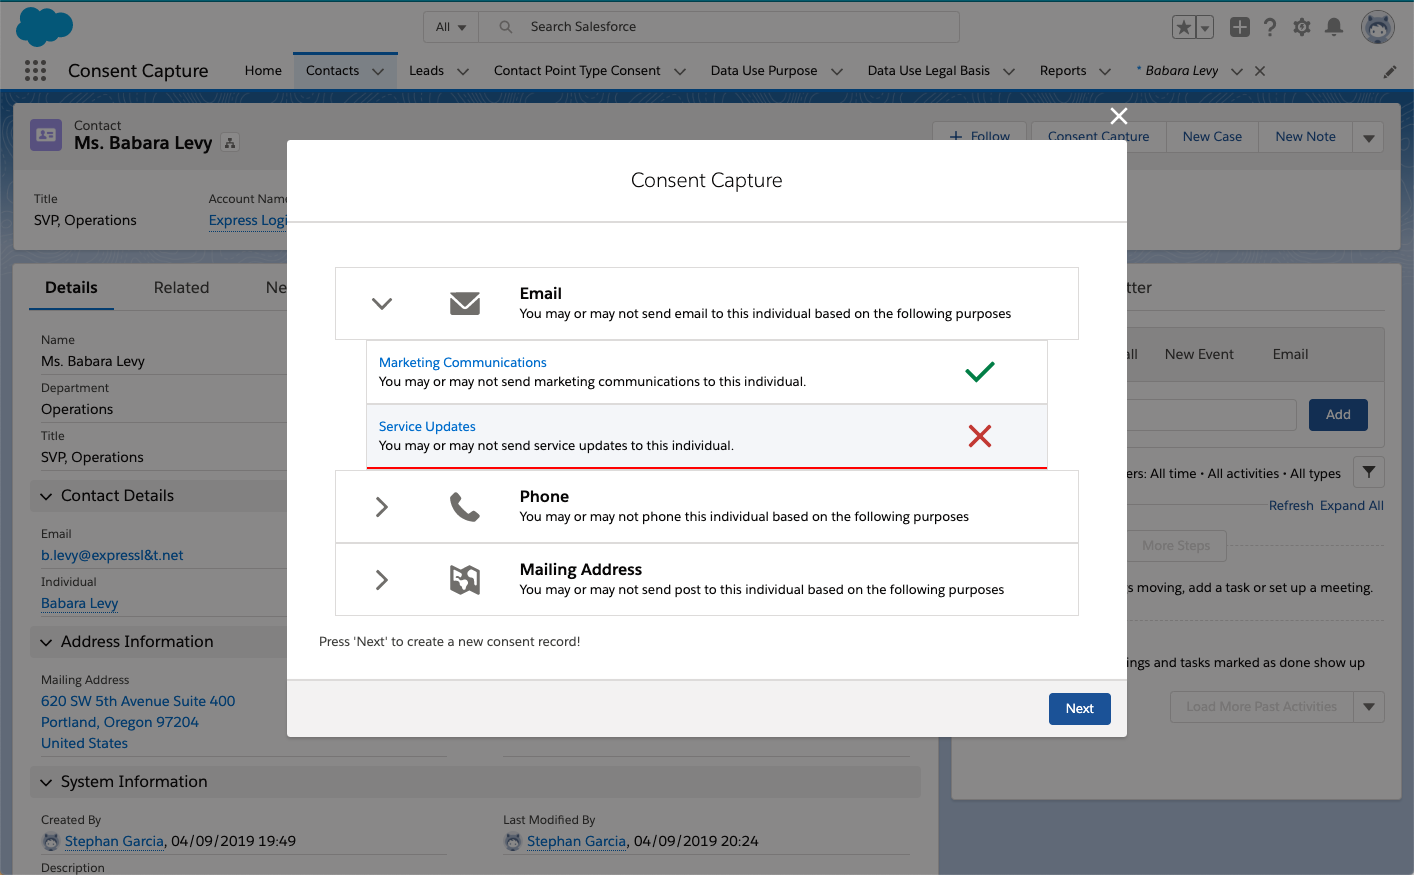 All
Search Salesforce
Consent Capture
Home
Contacts
Leads
Contact Point Type Consent
Data Use Purpose
Data Use Legal Basis
Reports
* Babara Levy
Contact
Ms. Babara Levy
Follow
Consent Capture
New Case
New Note
Title
SVP, Operations
Account Name
Express Logi
Details
Related
Ne
Name
Ms. Babara Levy
Department
Operations
Title
SVP, Operations
Contact Details
Email
b.levy@expressl&t.net
Individual
Babara Levy
Address Information
Mailing Address
620 SW 5th Avenue Suite 400
Portland, Oregon 97204
United States
System Information
Created By
Stephan Garcia, 04/09/2019 19:49
Last Modified By
Stephan Garcia, 04/09/2019 20:24
Description
Consent Capture
Email
You may or may not send email to this individual based on the following purposes
Marketing Communications
You may or may not send marketing communications to this individual.
Service Updates
You may or may not send service updates to this individual.
Phone
You may or may not phone this individual based on the following purposes
Mailing Address
You may or may not send post to this individual based on the following purposes
Press 'Next' to create a new consent record!
Next
tter
all
New Event
Email
Add
ers: All time • All activities • All types
Refresh
Expand All
More Steps
s moving, add a task or set up a meeting.
ings and tasks marked as done show up
Load More Past Activities